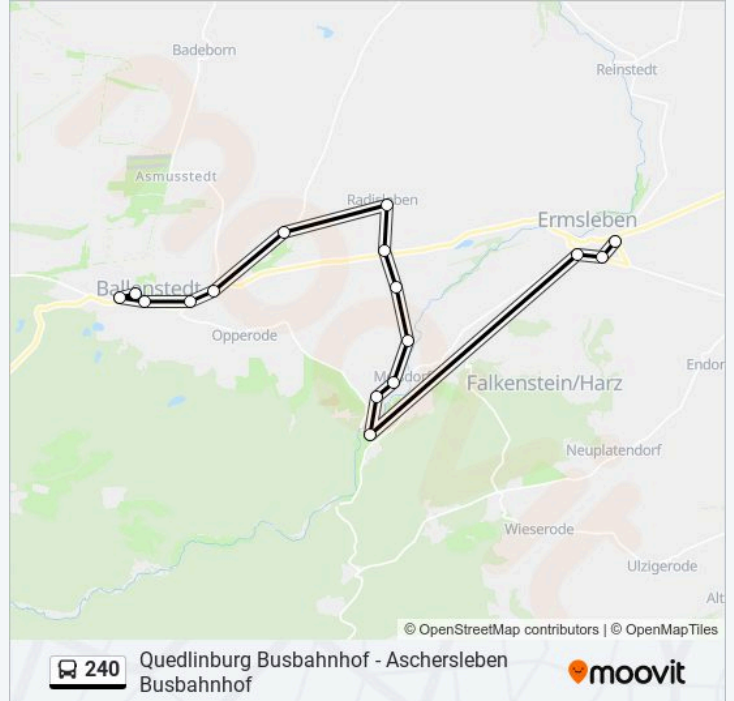 Badeborn
Reinstedt
Asmusstedt
Radisleben
Ermsleben
Ballenstedt
Opperode
Meisdorf
Endor
Falkenstein/Harz
Neuplatendorf
Wieserode
Ulzigerode
Alt
© OpenStreetMap contributors | © OpenMapTiles
240
Quedlinburg Busbahnhof - Aschersleben
Busbahnhof
moovit